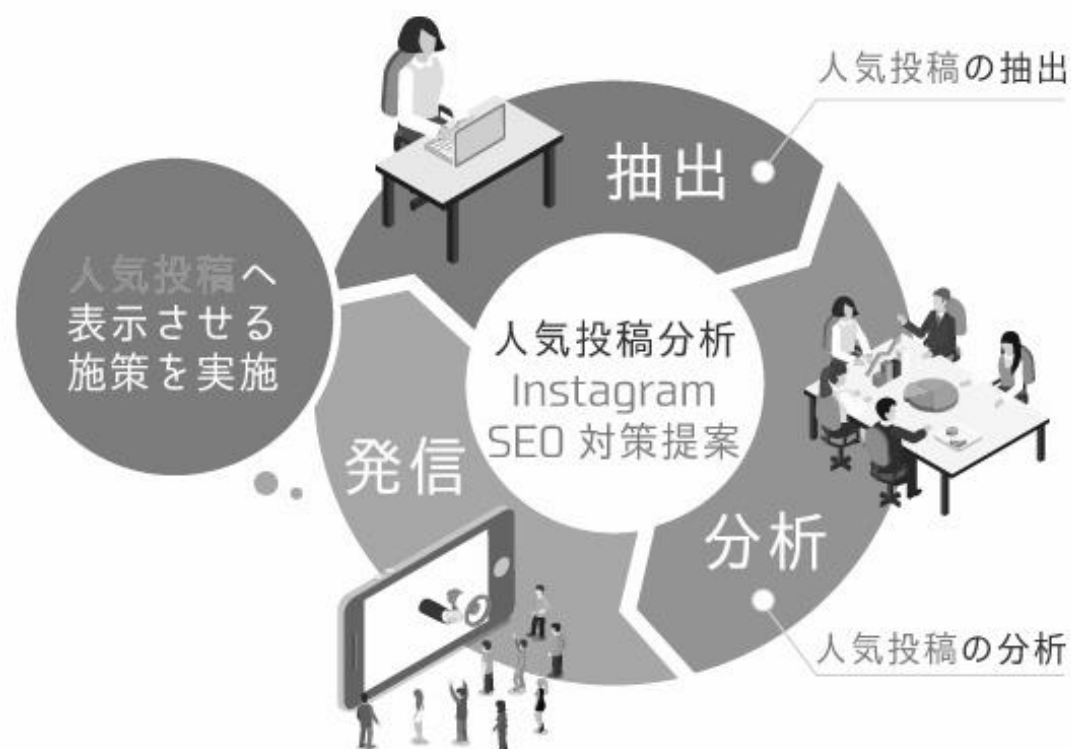 人気投稿の抽出
抽出
人気投稿へ
表示させる
施策を実施
人気投稿分析
Instagram
SEO 対策提案
発信
分析
人気投稿の分析